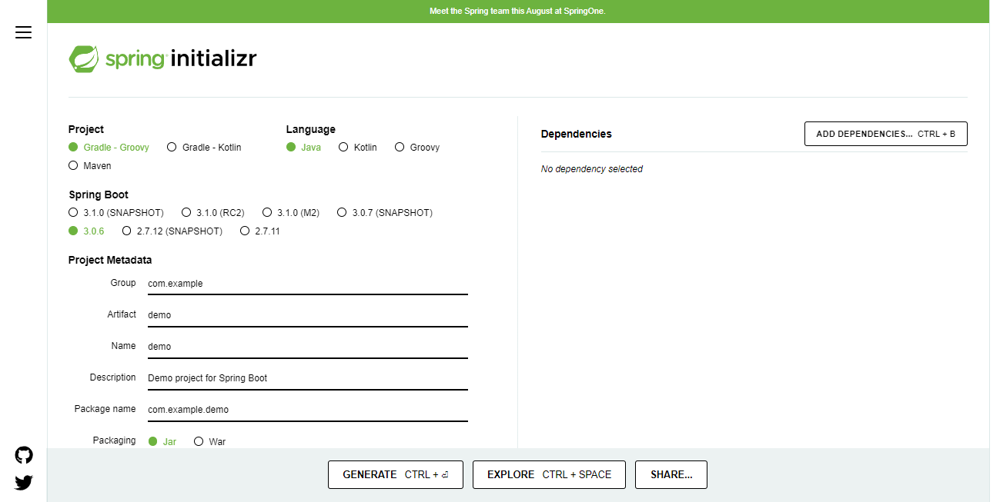 Meet the Spring team this August at SpringOne.
spring initializr
Project
Gradle - Groovy Gradle - Kotlin
Maven
Language
Java Kotlin Groovy
Spring Boot
3.1.0 (SNAPSHOT) 3.1.0 (RC2) 3.1.0 (M2) 3.0.7 (SNAPSHOT)
3.0.6 2.7.12 (SNAPSHOT) 2.7.11
Project Metadata
Group com.example
Artifact demo
Name demo
Description Demo project for Spring Boot
Package name com.example.demo
Packaging Jar War
Dependencies ADD DEPENDENCIES... CTRL + B
No dependency selected
GENERATE CTRL + ⏎ EXPLORE CTRL + SPACE SHARE...